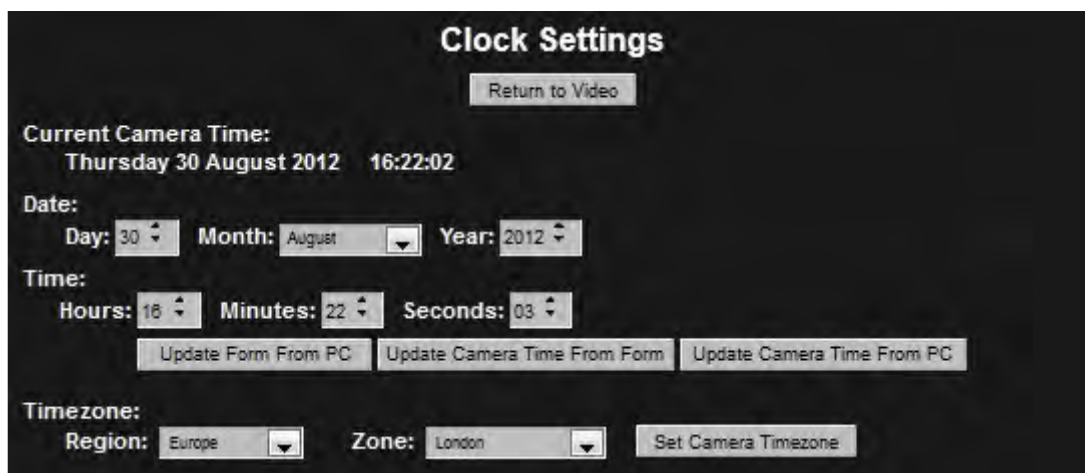 Clock Settings
Return to Video
Current Camera Time:
Thursday 30 August 2012 16:22:02
Date:
Day: 30 Month: August Year: 2012
Time:
Hours: 16 Minutes: 22 Seconds: 03
Update Form From PC Update Camera Time From Form Update Camera Time From PC
Timezone:
Region: Europe Zone: London Set Camera Timezone